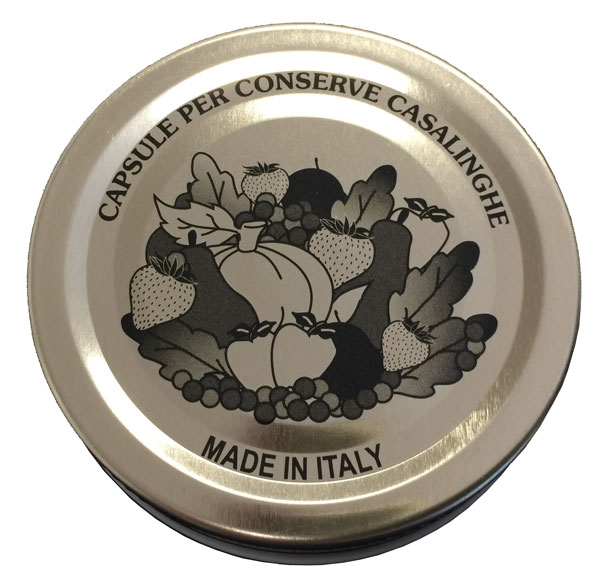 CAPSULE PER CONSERVE CASALINGHE
MADE IN ITALY